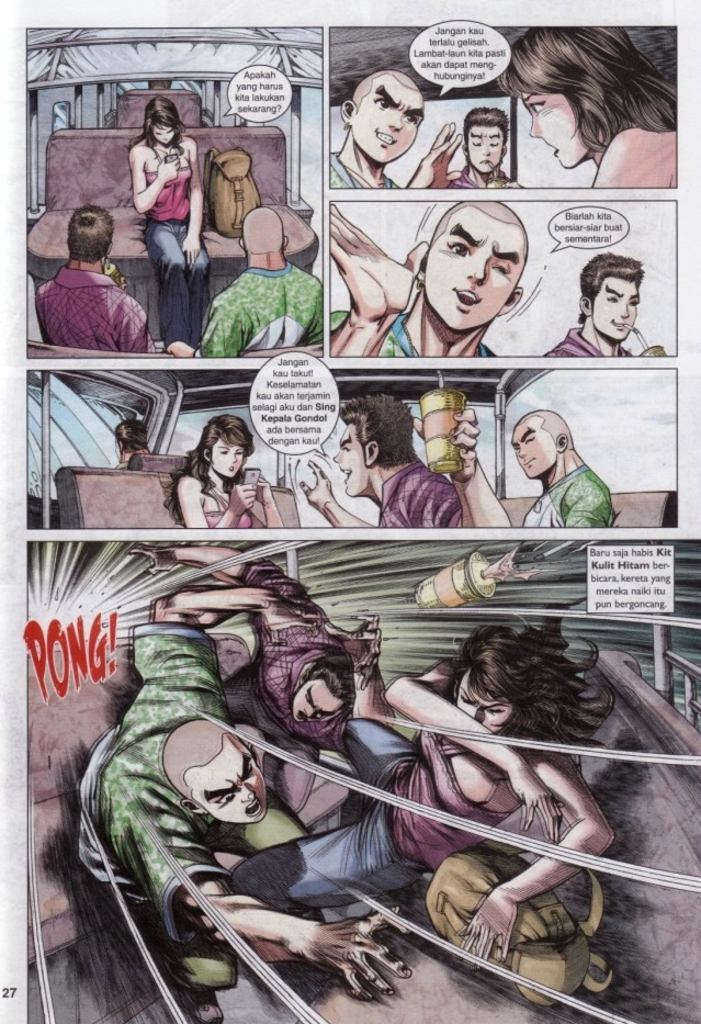 Apakah
yang harus
kita lakukan
sekarang?
Jangan kau
terlalu gelisah.
Lambat-laun kita pasti
akan dapat meng-
hubunginya!
Biarlah kita
bersiar-siar buat
sementara!
Jangan
kau takut!
Keselamatan
kau akan terjamin
selagi aku dan Sing
Kepala Gondol
ada bersama
dengan kau!
Baru saja habis Kit
Kulit Hitam ber-
bicara, kereta yang
mereka naiki itu
pun bergoncang.
PONG!
27